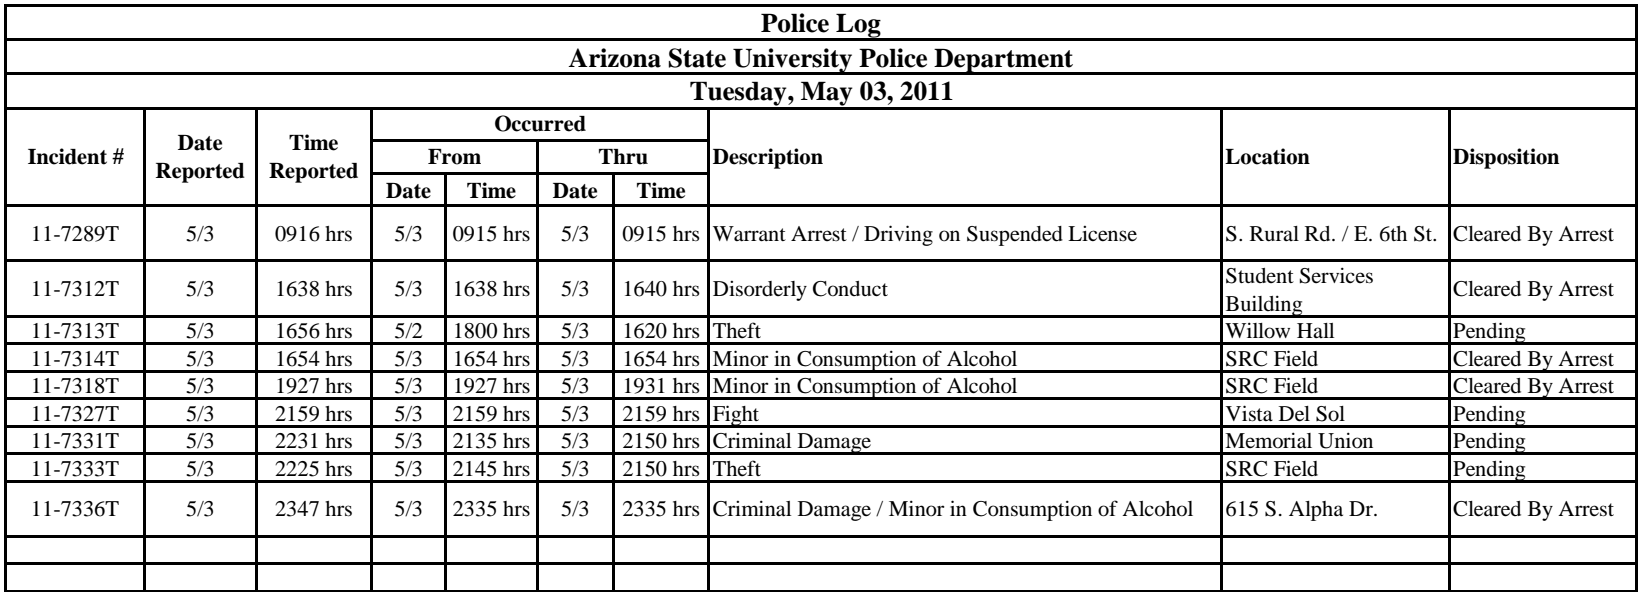 Police Log
Arizona State University Police Department
Tuesday, May 03, 2011
Incident # Date Reported Time Reported Occurred Description Location Disposition
From Thru
Date Time Date Time
11-7289T 5/3 0916 hrs 5/3 0915 hrs 5/3 0915 hrs Warrant Arrest / Driving on Suspended License S. Rural Rd. / E. 6th St. Cleared By Arrest
11-7312T 5/3 1638 hrs 5/3 1638 hrs 5/3 1640 hrs Disorderly Conduct Student Services Building Cleared By Arrest
11-7313T 5/3 1656 hrs 5/2 1800 hrs 5/3 1620 hrs Theft Willow Hall Pending
11-7314T 5/3 1654 hrs 5/3 1654 hrs 5/3 1654 hrs Minor in Consumption of Alcohol SRC Field Cleared By Arrest
11-7318T 5/3 1927 hrs 5/3 1927 hrs 5/3 1931 hrs Minor in Consumption of Alcohol SRC Field Cleared By Arrest
11-7327T 5/3 2159 hrs 5/3 2159 hrs 5/3 2159 hrs Fight Vista Del Sol Pending
11-7331T 5/3 2231 hrs 5/3 2135 hrs 5/3 2150 hrs Criminal Damage Memorial Union Pending
11-7333T 5/3 2225 hrs 5/3 2145 hrs 5/3 2150 hrs Theft SRC Field Pending
11-7336T 5/3 2347 hrs 5/3 2335 hrs 5/3 2335 hrs Criminal Damage / Minor in Consumption of Alcohol 615 S. Alpha Dr. Cleared By Arrest